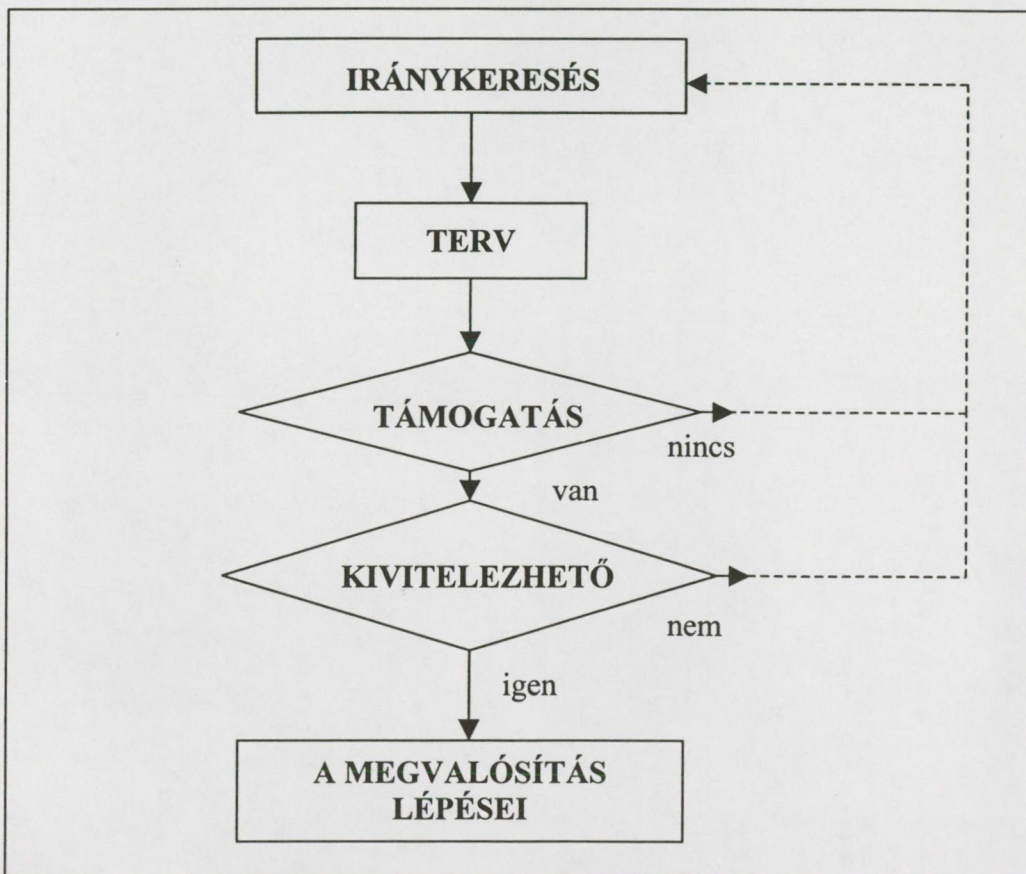 IRÁNYKERESÉS
TERV
TÁMOGATÁS
nincs
van
KIVITELEZHETŐ
nem
igen
A MEGVALÓSÍTÁS
LÉPÉSEI